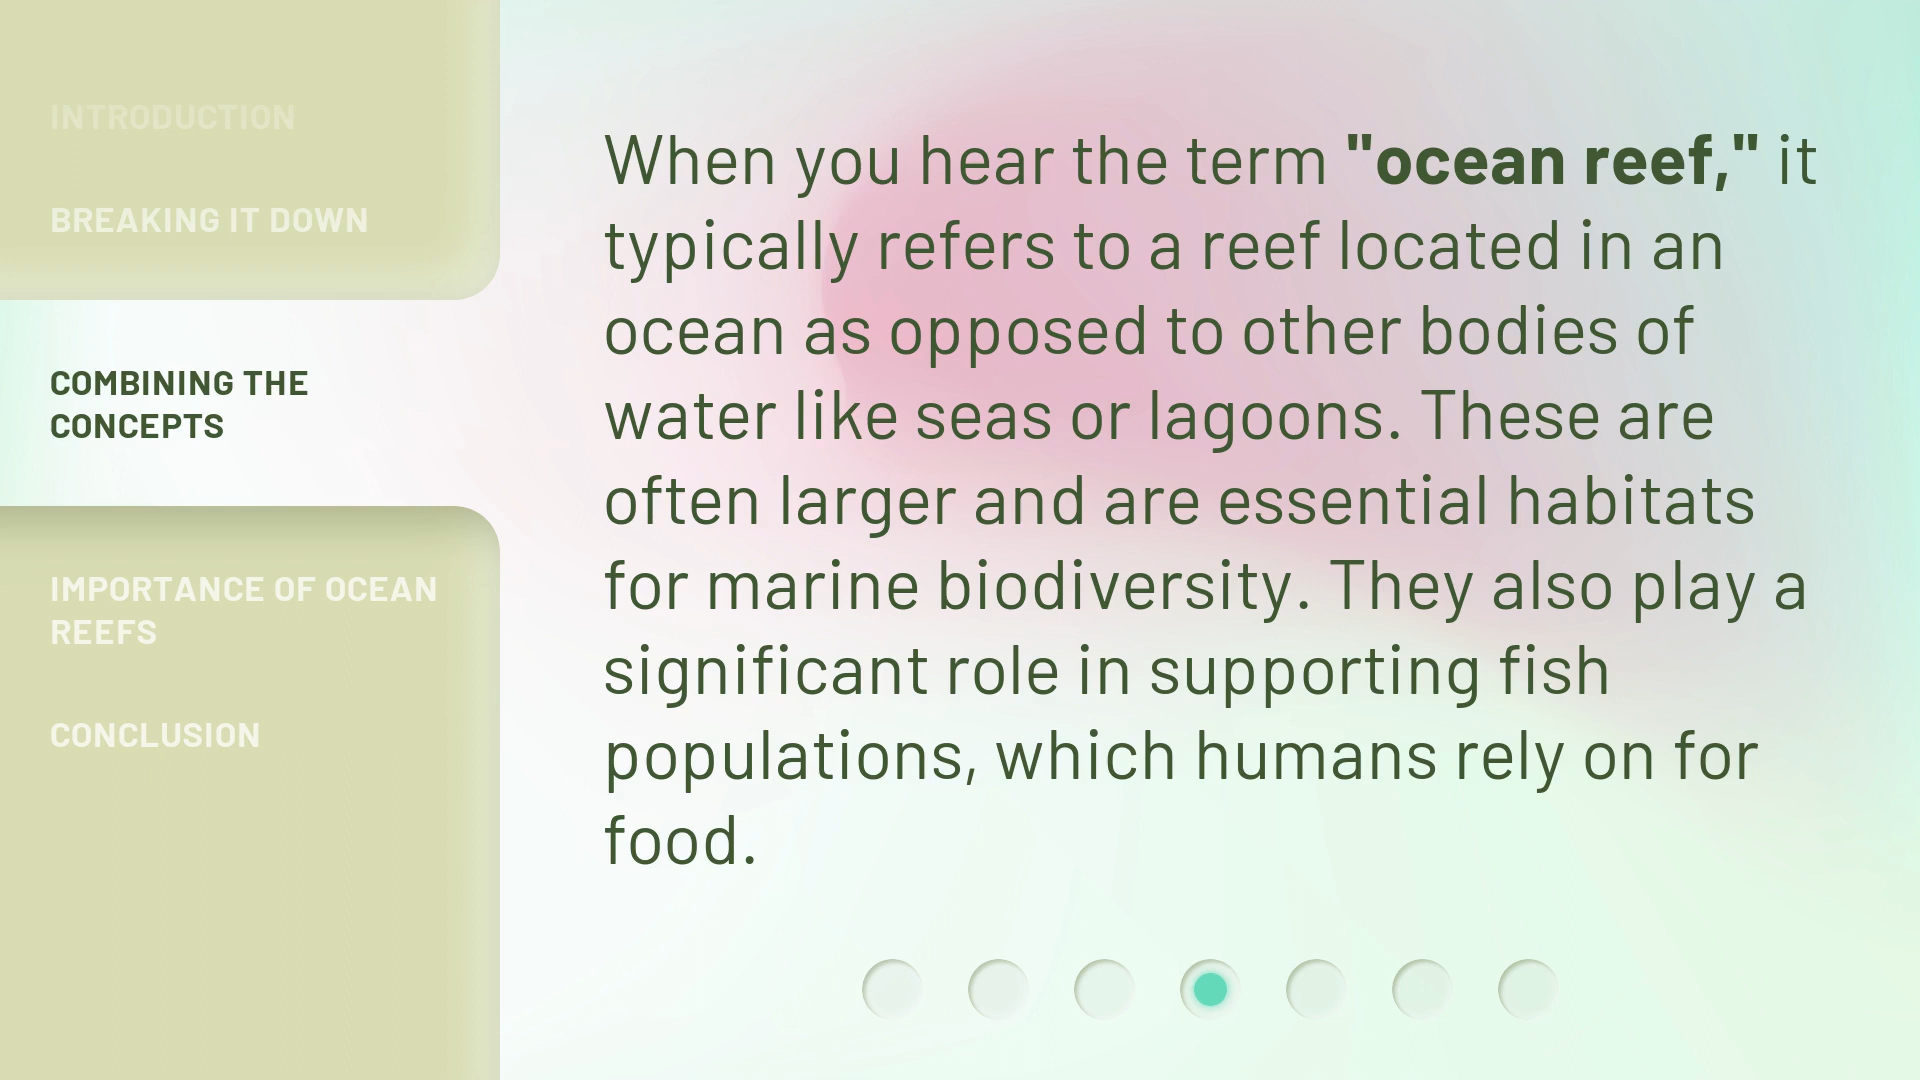 INTRODUCTION
BREAKING IT DOWN
COMBINING THE
CONCEPTS
IMPORTANCE OF OCEAN
REEFS
CONCLUSION
When you hear the term "ocean reef," it
typically refers to a reef located in an
ocean as opposed to other bodies of
water like seas or lagoons. These are
often larger and are essential habitats
for marine biodiversity. They also play a
significant role in supporting fish
populations, which humans rely on for
food.